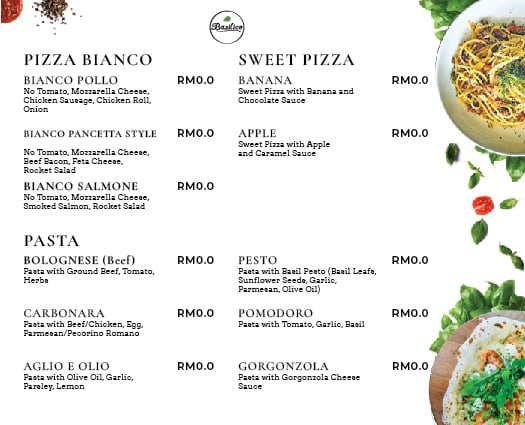 Basilico
PIZZA BIANCO
BIANCO POLLO RM0.0
No Tomato, Mozzarella Cheese,
Chicken Sausage, Chicken Roll,
Onion
BIANCO PANCETTA STYLE RM0.0
No Tomato, Mozzarella Cheese,
Beef Bacon, Feta Cheese,
Rocket Salad
BIANCO SALMONE RM0.0
No Tomato, Mozzarella Cheese,
Smoked Salmon, Rocket Salad
SWEET PIZZA
BANANA RM0.0
Sweet Pizza with Banana and
Chocolate Sauce
APPLE RM0.0
Sweet Pizza with Apple
and Caramel Sauce
PASTA
BOLOGNESE (Beef) RM0.0
Pasta with Ground Beef, Tomato,
Herbs
CARBONARA RM0.0
Pasta with Beef/Chicken, Egg,
Parmesan/Pecorino Romano
AGLIO E OLIO RM0.0
Pasta with Olive Oil, Garlic,
Parsley, Lemon
PESTO RM0.0
Pasta with Basil Pesto (Basil Leafs,
Sunflower Seeds, Garlic,
Parmesan, Olive Oil)
POMODORO RM0.0
Pasta with Tomato, Garlic, Basil
GORGONZOLA RM0.0
Pasta with Gorgonzola Cheese
Sauce